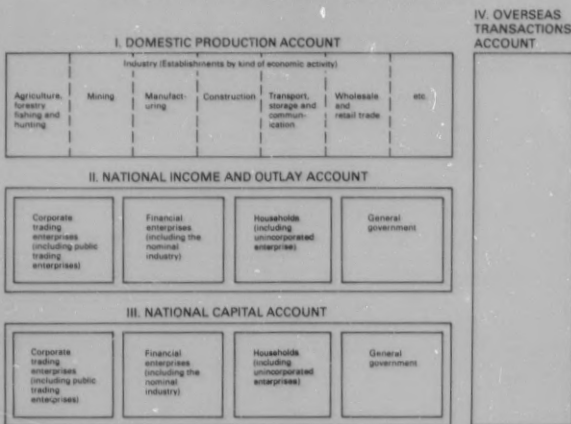 IV. OVERSEAS
TRANSACTIONS
ACCOUNT
I. DOMESTIC PRODUCTION ACCOUNT
Industry (Establishments by kind of economic activity)
Agriculture,
forestry
fishing and
hunting
Mining
Manufact-
uring
Construction
Transport,
storage and
commun-
ication
Wholesale
and
retail trade
etc.
II. NATIONAL INCOME AND OUTLAY ACCOUNT
Corporate
trading
enterprises
(including public
trading
enterprises)
Financial
enterprises
(including the
nominal
industry)
Households
(including
unincorporated
enterprise)
General
government
III. NATIONAL CAPITAL ACCOUNT
Corporate
trading
enterprises
(including public
trading
enterprises)
Financial
enterprises
(including the
nominal
industry)
Households
(including
unincorporated
enterprises)
General
government